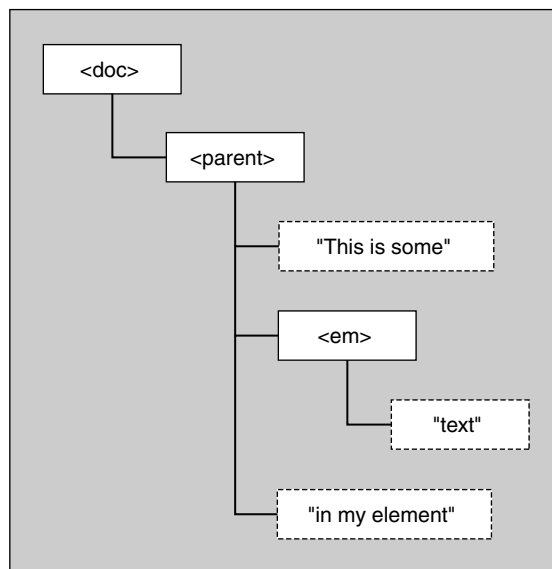 <doc>
<parent>
"This is some"
<em>
"text"
"in my element"